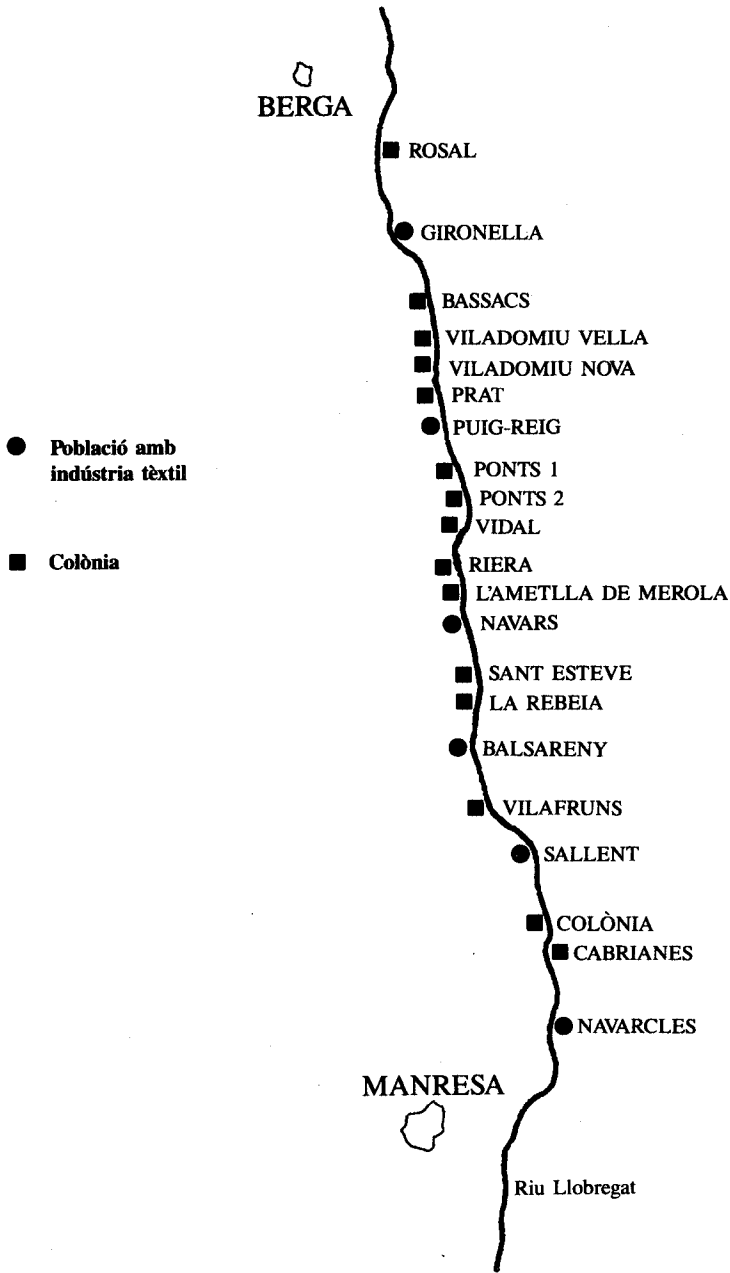 BERGA
ROSAL
GIRONELLA
BASSACS
VILADOMIU VELLA
VILADOMIU NOVA
PRAT
PUIG-REIG
Població amb
indústria tèxtil
PONTS 1
PONTS 2
VIDAL
Colònia
RIERA
L'AMETLLA DE MEROLA
NAVARS
SANT ESTEVE
LA REBEIA
BALSARENY
VILAFRUNS
SALLENT
COLÒNIA
CABRIANES
NAVARCLES
MANRESA
Riu Llobregat